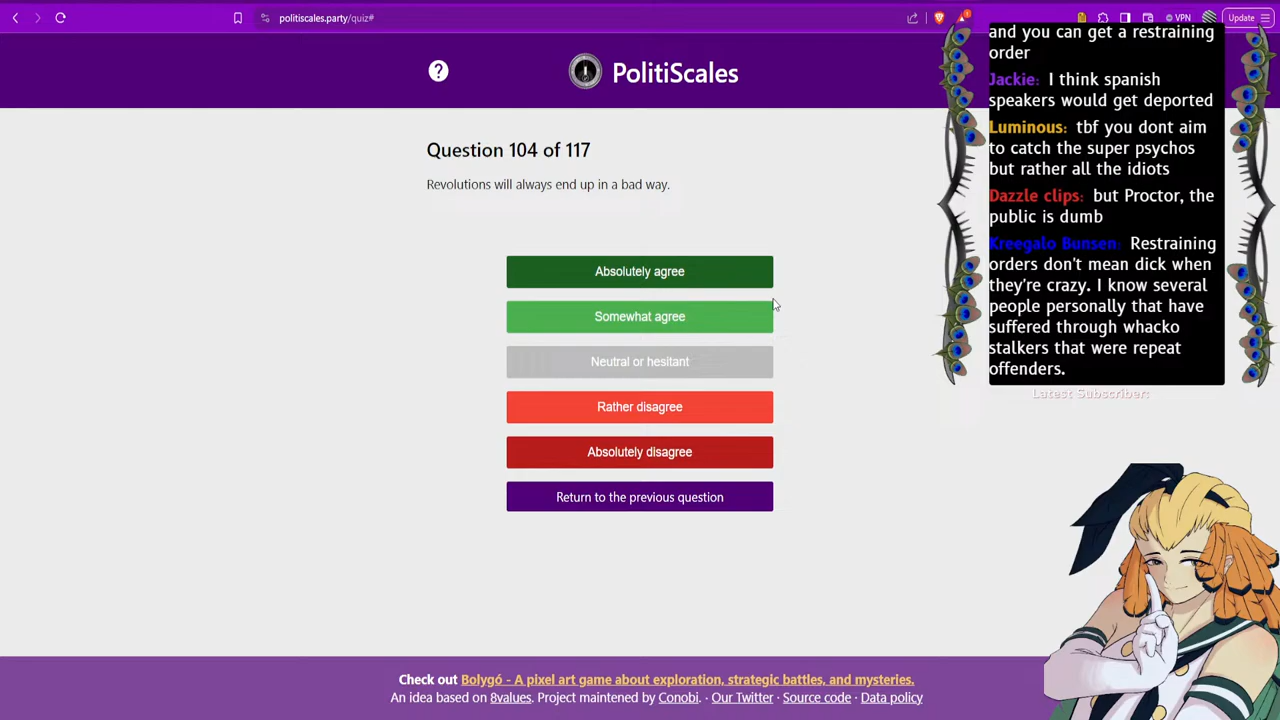 politiscales.party/quiz#
1
VPN
Update
PolitiScales
Question 104 of 117
Revolutions will always end up in a bad way.
Absolutely agree
Somewhat agree
Neutral or hesitant
Rather disagree
Absolutely disagree
Return to the previous question
and you can get a restraining
order
Jackie: I think spanish
speakers would get deported
Luminous: tbf you dont aim
to catch the super psychos
but rather all the idiots
Dazzle clips: but Proctor, the
public is dumb
Kreegalo Bunsen: Restraining
orders don't mean dick when
they're crazy. I know several
people personally that have
suffered through whacko
stalkers that were repeat
offenders.
Latest Subscriber:
Check out Bolygó - A pixel art game about exploration, strategic battles, and mysteries.
An idea based on 8values. Project maintened by Conobi. · Our Twitter · Source code · Data policy